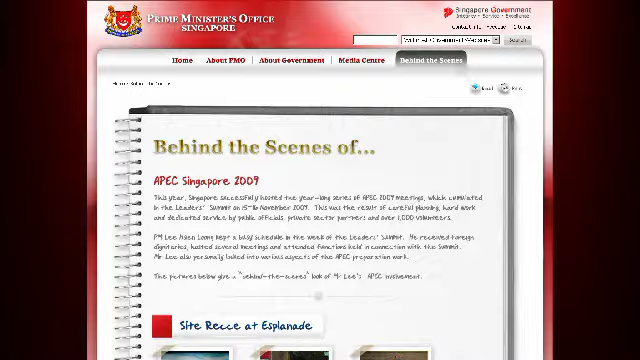 PRIME MINISTER'S OFFICE
SINGAPORE
Singapore Government
Integrity · Service · Excellence
Search
Home
About PMO
About Government
Media Centre
Behind the Scenes
Behind the Scenes of...
APEC Singapore 2009
This year, Singapore successfully hosted the year-long series of APEC 2009 meetings, which cumulated
in the Leaders' Summit on 15-16 November 2009. This was the result of careful planning, hard work
and dedicated service by public officials, private sector partners and over 1,000 volunteers.
PM Lee Hsien Loong kept a busy schedule in the week of the Leaders' Summit. He received foreign
dignitaries, hosted several meetings and attended functions held in connection with the Summit.
Mr Lee also personally looked into various aspects of the APEC preparation work.
The pictures below give a "behind-the-scenes" look of Mr Lee's APEC involvement.
Site Recce at Esplanade